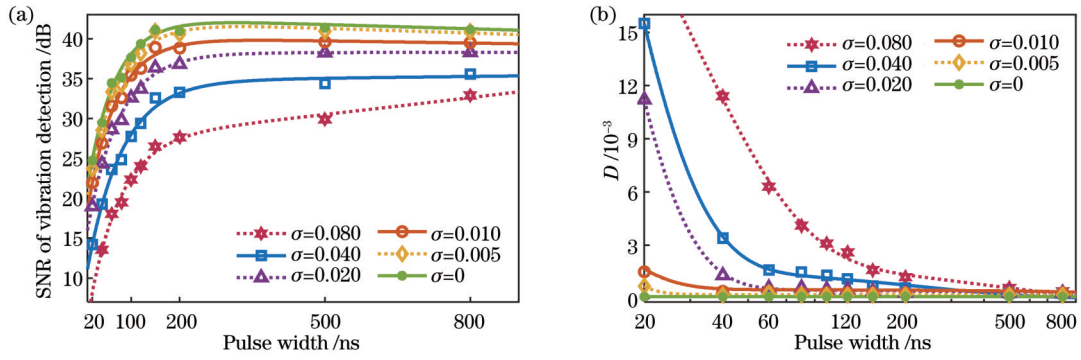 (a)
SNR of vibration detection /dB
40
35
30
25
20
15
10
σ=0.080
σ=0.040
σ=0.020
σ=0.010
σ=0.005
σ=0
20 100 200 500 800
Pulse width /ns
(b)
D /10⁻³
15
12
9
6
3
0
σ=0.080
σ=0.040
σ=0.020
σ=0.010
σ=0.005
σ=0
20 40 60 120 200 500 800
Pulse width /ns